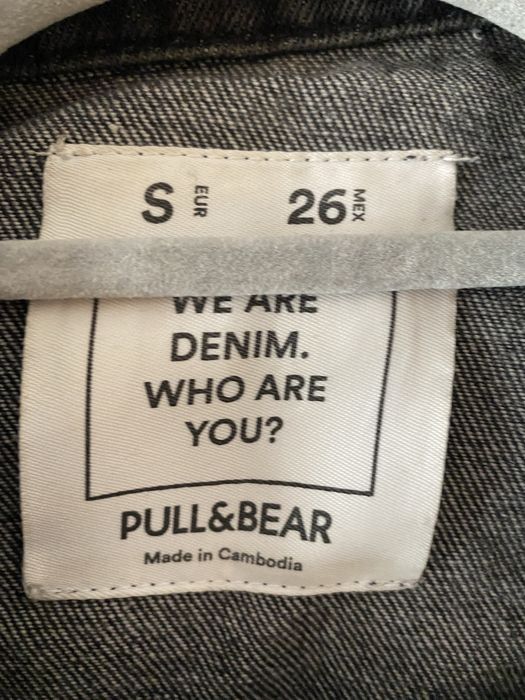 S EUR 26 MEX
WE ARE
DENIM.
WHO ARE
YOU?
PULL&BEAR
Made in Cambodia